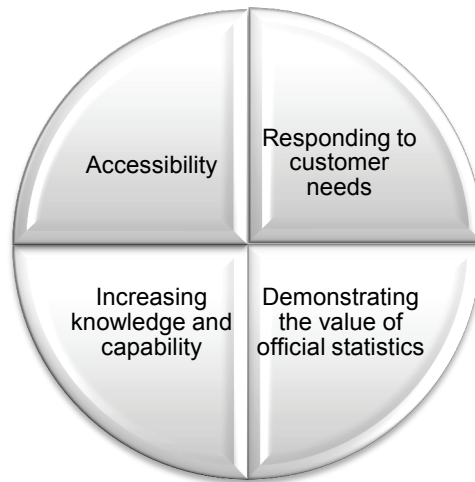 Accessibility
Responding to
customer
needs
Increasing
knowledge and
capability
Demonstrating
the value of
official statistics